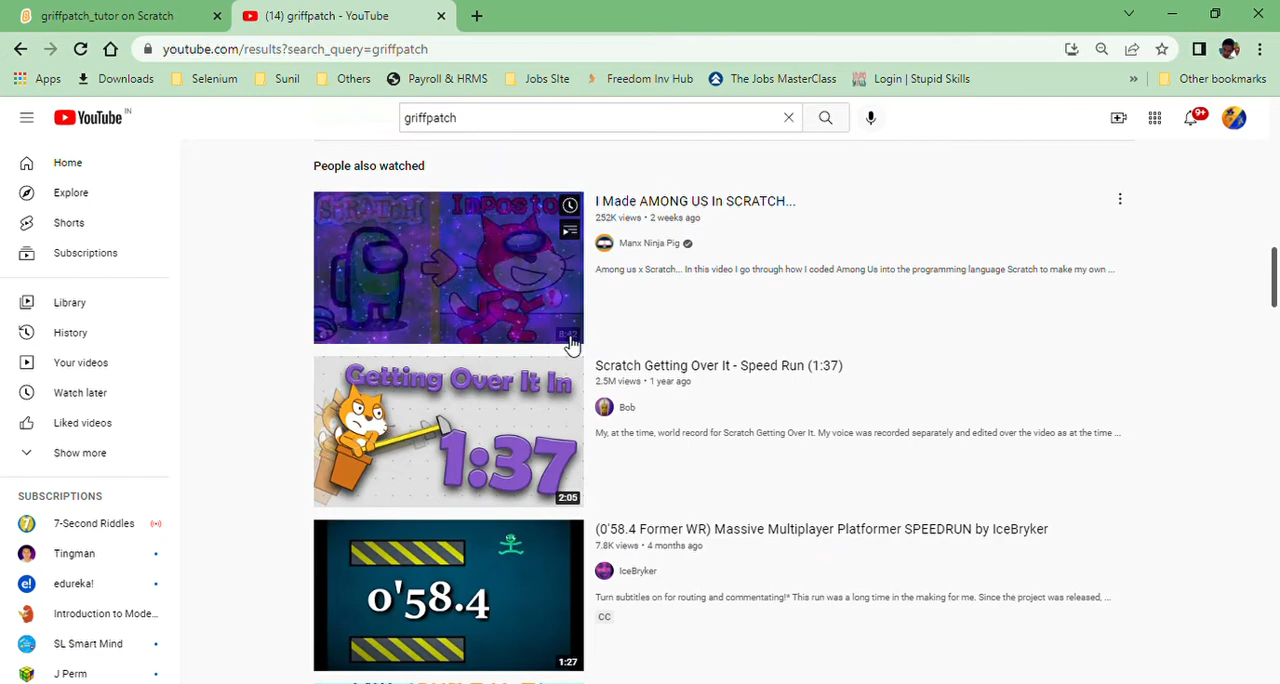 griffpatch_tutor on Scratch
(14) griffpatch - YouTube
youtube.com/results?search_query=griffpatch
Apps
Downloads
Selenium
Sunil
Others
Payroll & HRMS
Jobs SIte
Freedom Inv Hub
The Jobs MasterClass
Login | Stupid Skills
»
Other bookmarks
YouTube IN
griffpatch
9+
Home
Explore
Shorts
Subscriptions
Library
History
Your videos
Watch later
Liked videos
Show more
SUBSCRIPTIONS
7-Second Riddles
Tingman
edureka!
Introduction to Mode...
SL Smart Mind
J Perm
People also watched
SCRATCH Impostor
8:42
I Made AMONG US In SCRATCH...
252K views • 2 weeks ago
Manx Ninja Pig
Among us x Scratch... In this video I go through how I coded Among Us into the programming language Scratch to make my own ...
Getting Over It In
1:37
2:05
Scratch Getting Over It - Speed Run (1:37)
2.5M views • 1 year ago
Bob
My, at the time, world record for Scratch Getting Over It. My voice was recorded separately and edited over the video as at the time ...
0'58.4
1:27
(0'58.4 Former WR) Massive Multiplayer Platformer SPEEDRUN by IceBryker
7.8K views • 4 months ago
IceBryker
Turn subtitles on for routing and commentating!* This run was a long time in the making for me. Since the project was released, ...
CC